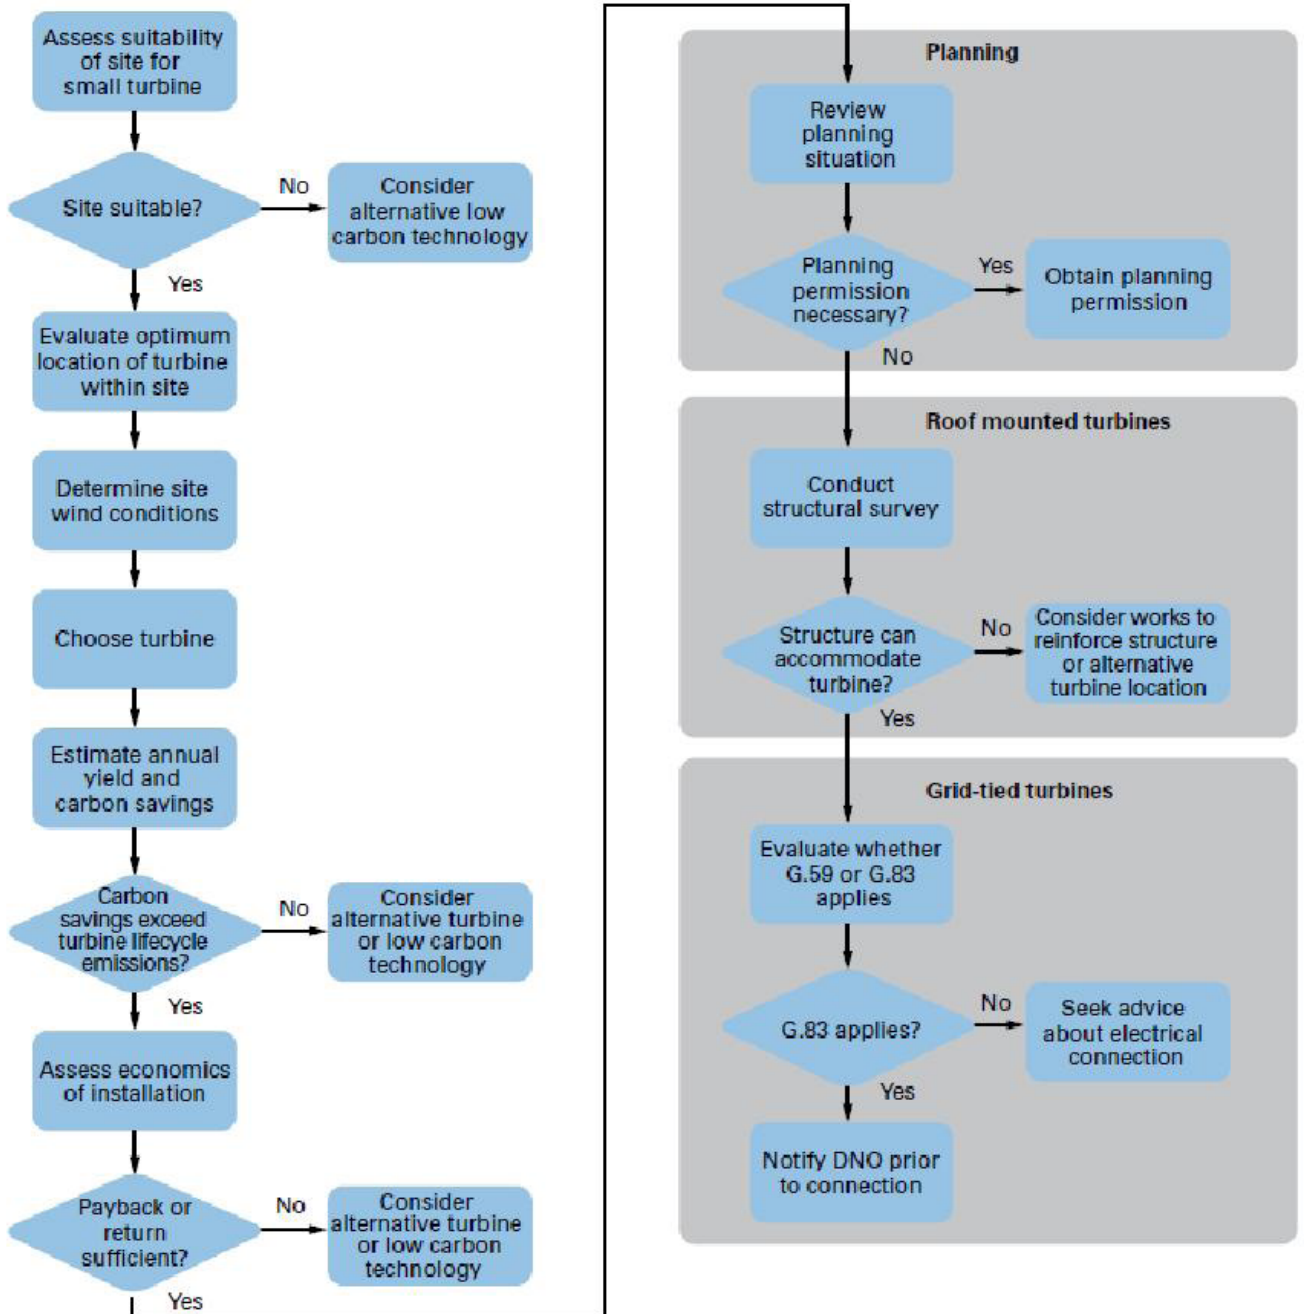 Assess suitability
of site for
small turbine
Site suitable?
No
Consider
alternative low
carbon technology
Yes
Evaluate optimum
location of turbine
within site
Determine site
wind conditions
Choose turbine
Estimate annual
yield and
carbon savings
Carbon
savings exceed
turbine lifecycle
emissions?
No
Consider
alternative turbine
or low carbon
technology
Yes
Assess economics
of installation
Payback or
return
sufficient?
No
Consider
alternative turbine
or low carbon
technology
Yes
Planning
Review
planning
situation
Planning
permission
necessary?
Yes
Obtain planning
permission
No
Roof mounted turbines
Conduct
structural survey
Structure can
accommodate
turbine?
No
Consider works to
reinforce structure
or alternative
turbine location
Yes
Grid-tied turbines
Evaluate whether
G.59 or G.83
applies
G.83 applies?
No
Seek advice
about electrical
connection
Yes
Notify DNO prior
to connection